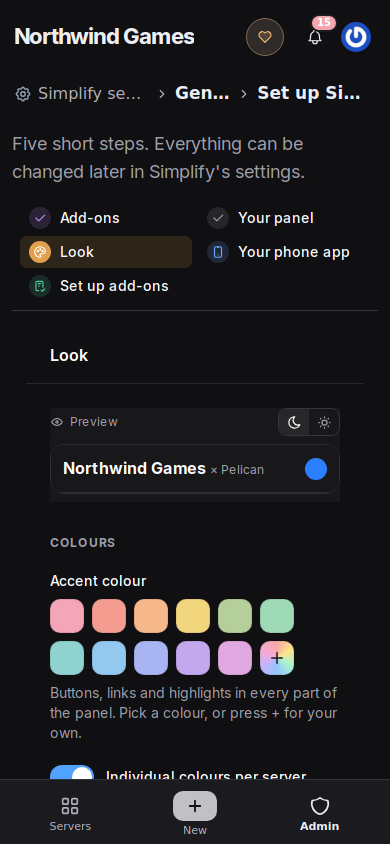 Northwind Games
15
Simplify se... › Gen... › Set up Si...
Five short steps. Everything can be
changed later in Simplify's settings.
Add-ons
Your panel
Look
Your phone app
Set up add-ons
Look
Preview
Northwind Games × Pelican
COLOURS
Accent colour
Buttons, links and highlights in every part of
the panel. Pick a colour, or press + for your
own.
Individual colours per server
Servers
New
Admin